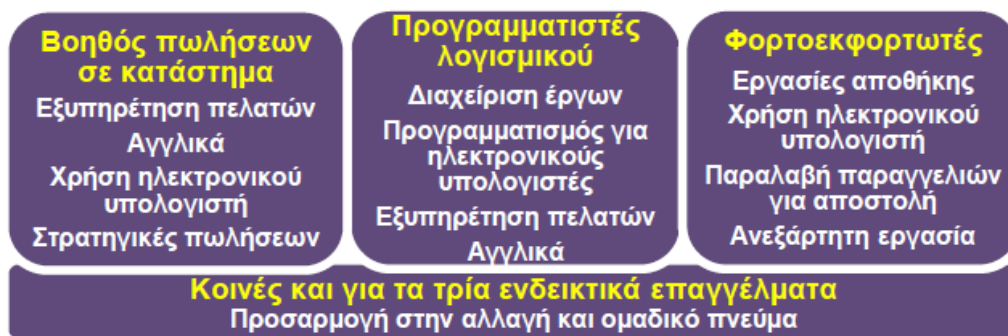 Βοηθός πωλήσεων
σε κατάστημα
Εξυπηρέτηση πελατών
Αγγλικά
Χρήση ηλεκτρονικού
υπολογιστή
Στρατηγικές πωλήσεων
Προγραμματιστές
λογισμικού
Διαχείριση έργων
Προγραμματισμός για
ηλεκτρονικούς
υπολογιστές
Εξυπηρέτηση πελατών
Αγγλικά
Φορτοεκφορτωτές
Εργασίες αποθήκης
Χρήση ηλεκτρονικού
υπολογιστή
Παραλαβή παραγγελιών
για αποστολή
Ανεξάρτητη εργασία
Κοινές και για τα τρία ενδεικτικά επαγγέλματα
Προσαρμογή στην αλλαγή και ομαδικό πνεύμα